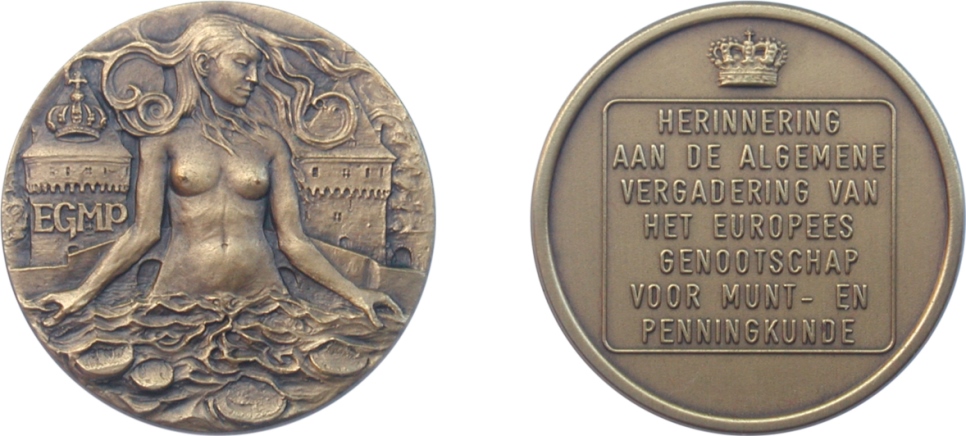 EGMP
HERINNERING
AAN DE ALGEMENE
VERGADERING VAN
HET EUROPEES
GENOOTSCHAP
VOOR MUNT- EN
PENNINGKUNDE